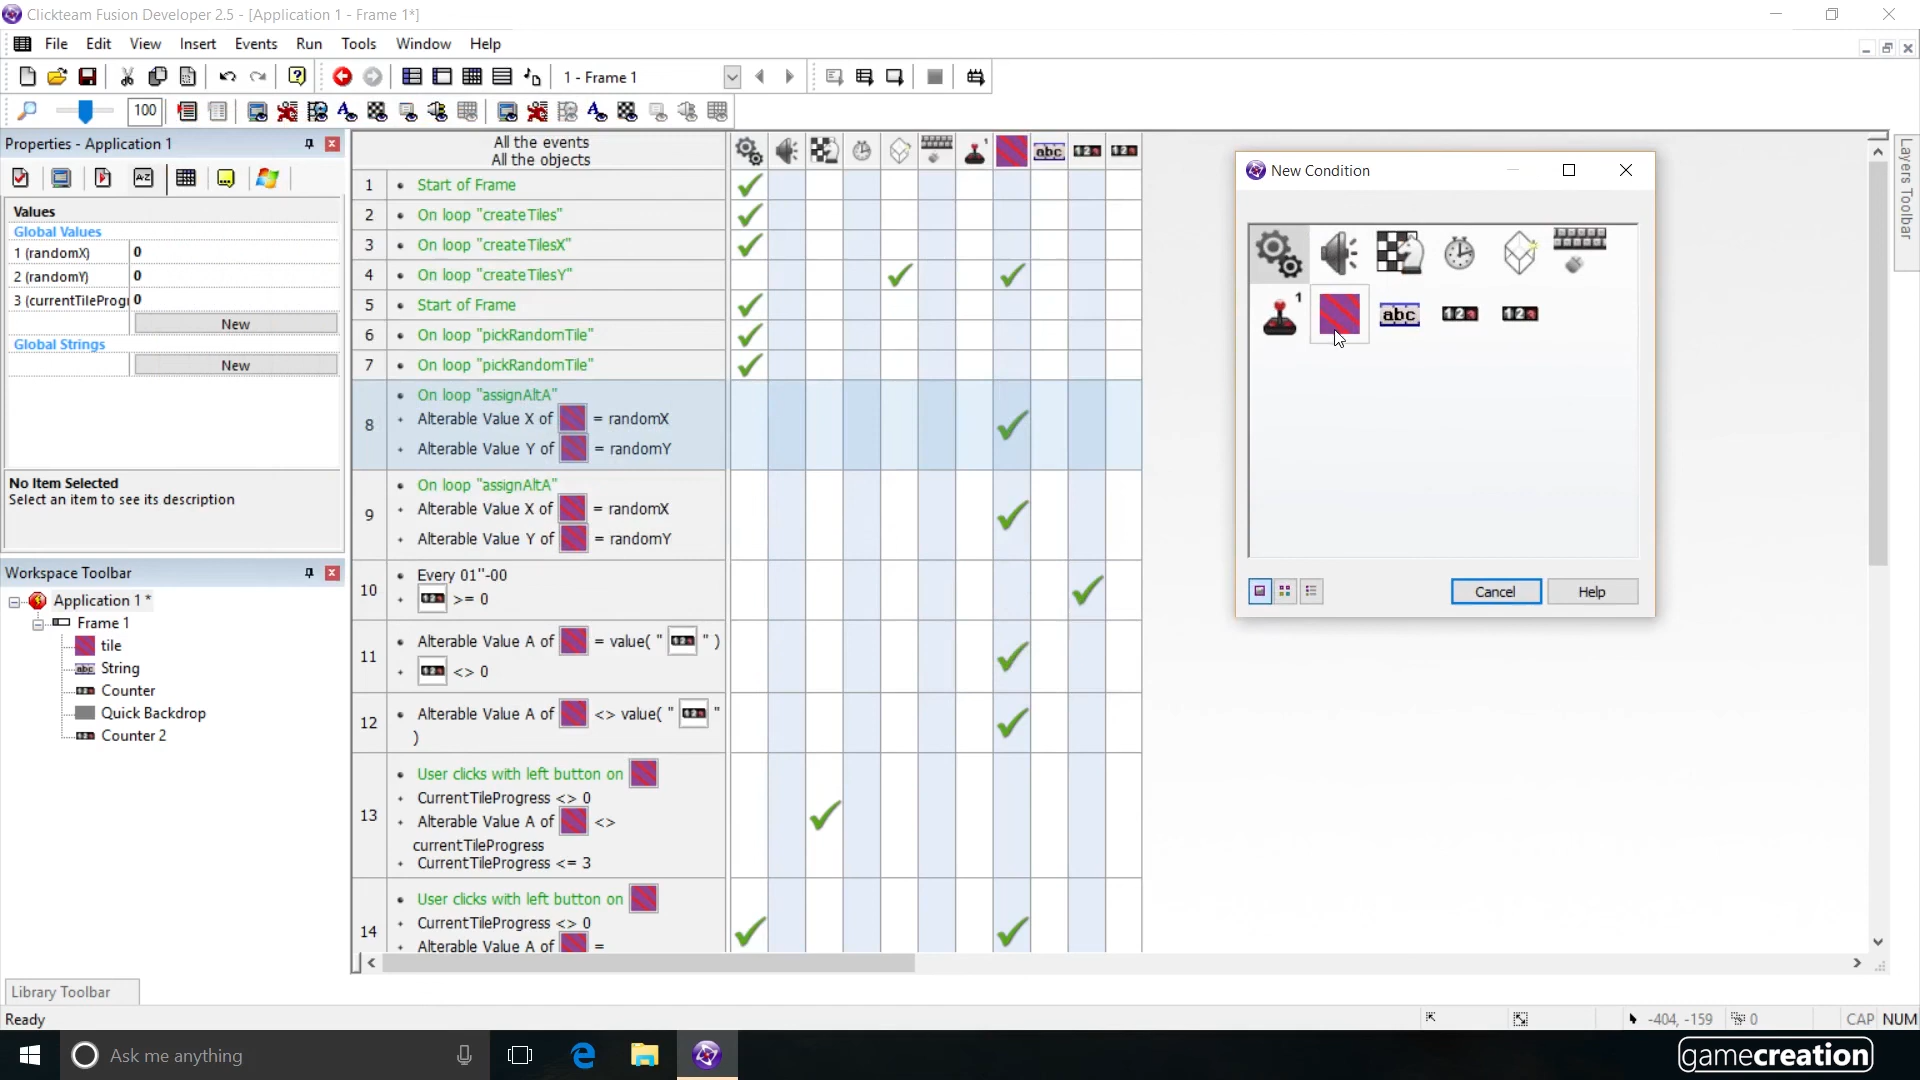 Clickteam Fusion Developer 2.5 - [Application 1 - Frame 1*]
File Edit View Insert Events Run Tools Window Help
1 - Frame 1
100
Properties - Application 1
Values
Global Values
1 (randomX) 0
2 (randomY) 0
3 (currentTileProgr 0
New
Global Strings
New
No Item Selected
Select an item to see its description
Workspace Toolbar
Application 1 *
Frame 1
tile
String
Counter
Quick Backdrop
Counter 2
Library Toolbar
All the events
All the objects
1 Start of Frame
2 On loop "createTiles"
3 On loop "createTilesX"
4 On loop "createTilesY"
5 Start of Frame
6 On loop "pickRandomTile"
7 On loop "pickRandomTile"
8 On loop "assignAltA"
Alterable Value X of = randomX
Alterable Value Y of = randomY
9 On loop "assignAltA"
Alterable Value X of = randomX
Alterable Value Y of = randomY
10 Every 01"-00
>= 0
11 Alterable Value A of = value( " " )
<> 0
12 Alterable Value A of <> value( " "
)
13 User clicks with left button on
CurrentTileProgress <> 0
Alterable Value A of <>
currentTileProgress
CurrentTileProgress <= 3
14 User clicks with left button on
CurrentTileProgress <> 0
Alterable Value A of =
New Condition
1
abc
Cancel Help
Layers Toolbar
Ready
-404, -159 0 CAP NUM
Ask me anything
gamecreation